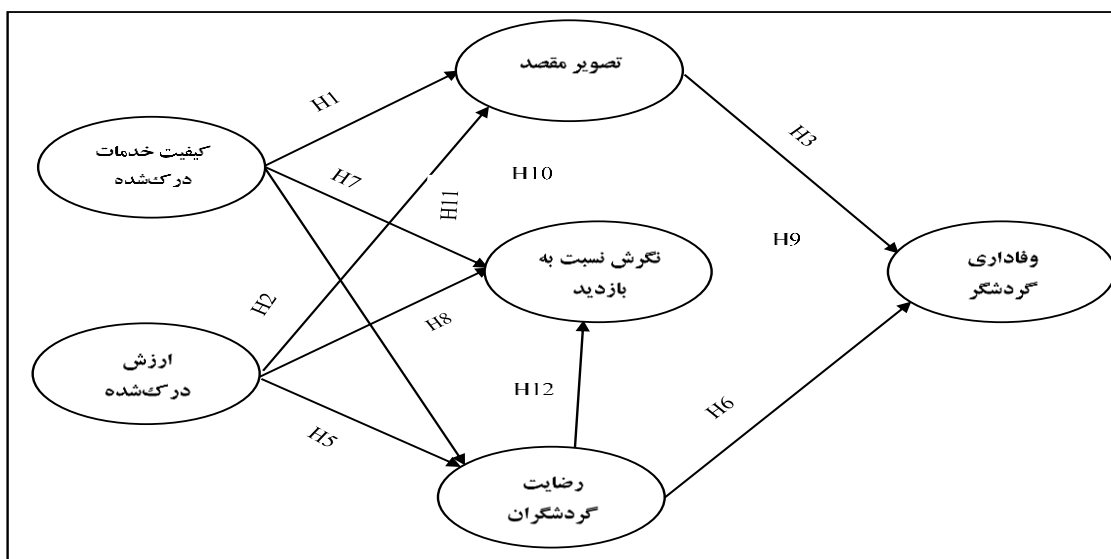 تصویر مقصد
H1
H3
کیفیت خدمات
درک‌شده
H7
H11
H10
H9
نگرش نسبت به
بازدید
وفاداری
گردشگر
H2
H8
ارزش
درک‌شده
H12
H6
H5
رضایت
گردشگران